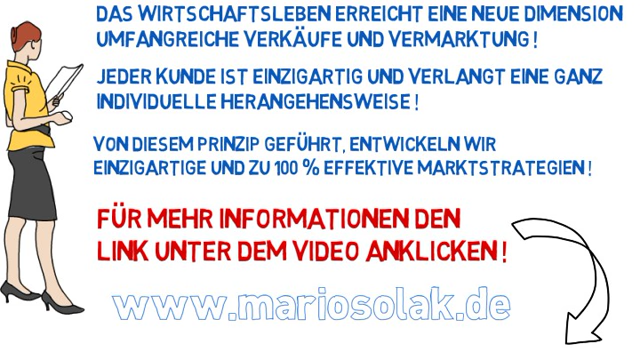 DAS WIRTSCHAFTSLEBEN ERREICHT EINE NEUE DIMENSION
UMFANGREICHE VERKÄUFE UND VERMARKTUNG!
JEDER KUNDE IST EINZIGARTIG UND VERLANGT EINE GANZ
INDIVIDUELLE HERANGEHENSWEISE!
VON DIESEM PRINZIP GEFÜHRT, ENTWICKELN WIR
EINZIGARTIGE UND ZU 100 % EFFEKTIVE MARKTSTRATEGIEN!
FÜR MEHR INFORMATIONEN DEN
LINK UNTER DEM VIDEO ANKLICKEN!
www.mariosolak.de